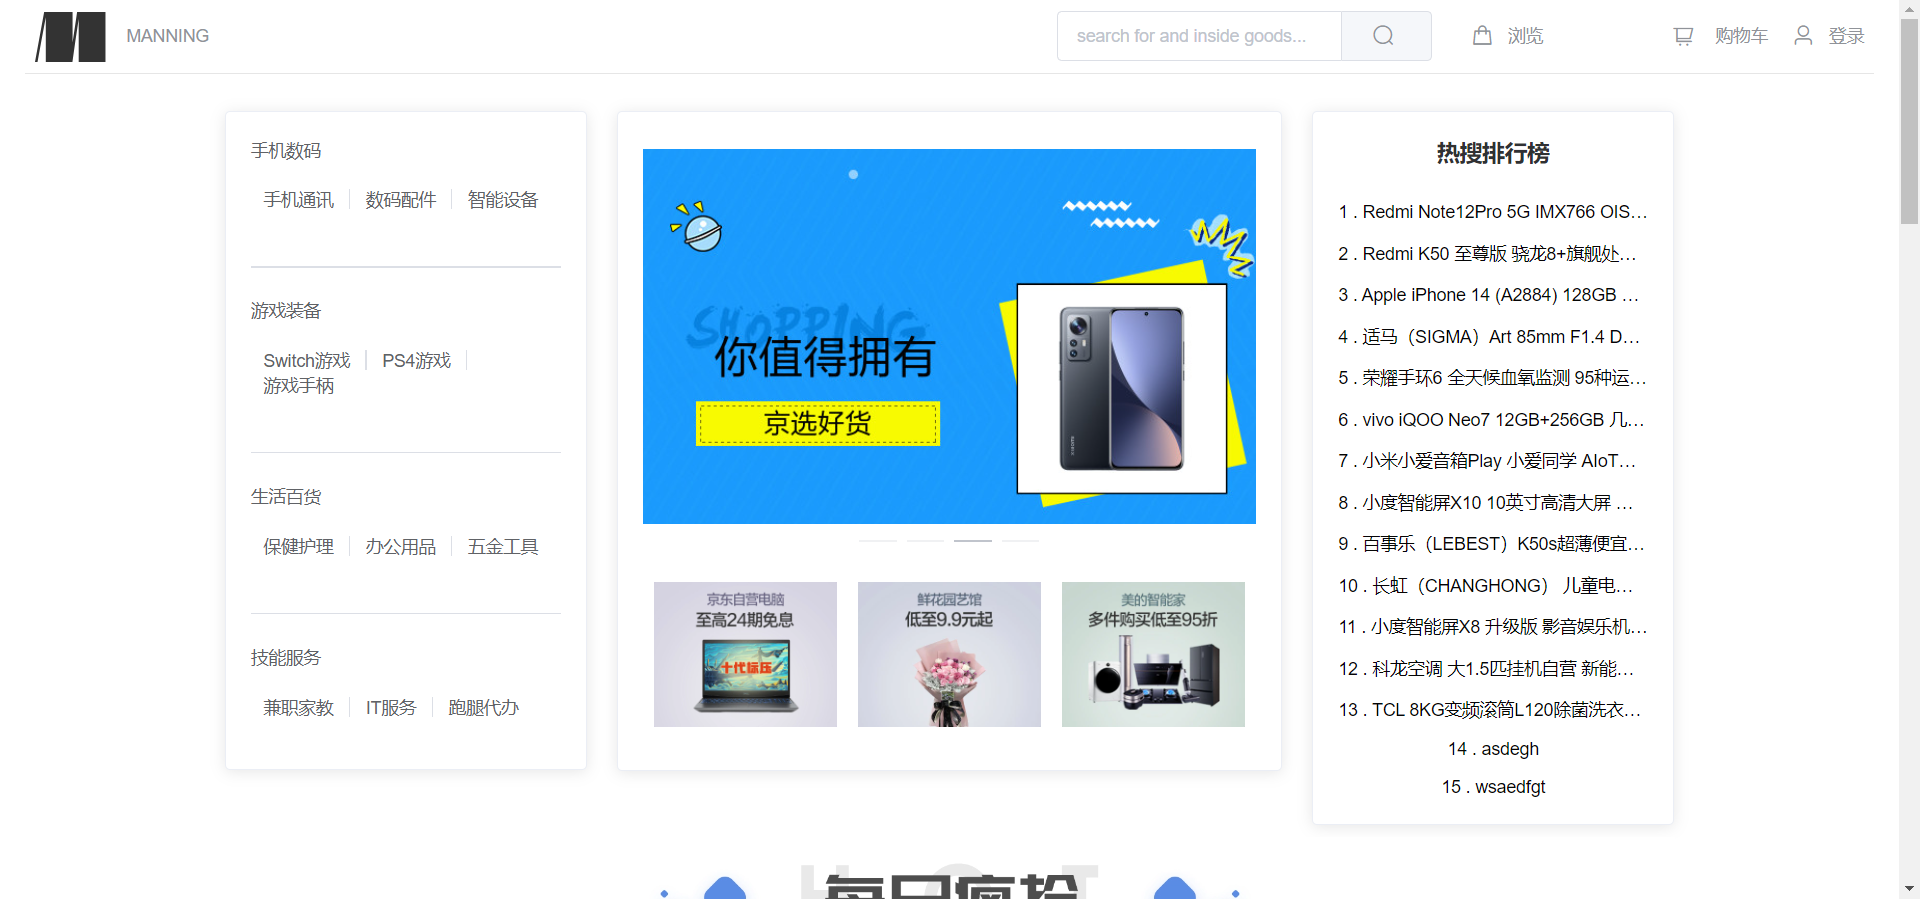 MANNING
search for and inside goods...
浏览
购物车
登录
手机数码
手机通讯 数码配件 智能设备
游戏装备
Switch游戏 PS4游戏
游戏手柄
生活百货
保健护理 办公用品 五金工具
技能服务
兼职家教 IT服务 跑腿代办
SHOPPING
你值得拥有
京选好货
京东自营电脑
至高24期免息
十代标压
鲜花园艺馆
低至9.9元起
美的智能家
多件购买低至95折
热搜排行榜
1 . Redmi Note12Pro 5G IMX766 OIS…
2 . Redmi K50 至尊版 骁龙8+旗舰处…
3 . Apple iPhone 14 (A2884) 128GB …
4 . 适马（SIGMA）Art 85mm F1.4 D…
5 . 荣耀手环6 全天候血氧监测 95种运…
6 . vivo iQOO Neo7 12GB+256GB 几…
7 . 小米小爱音箱Play 小爱同学 AIoT…
8 . 小度智能屏X10 10英寸高清大屏 …
9 . 百事乐（LEBEST）K50s超薄便宜…
10 . 长虹（CHANGHONG） 儿童电…
11 . 小度智能屏X8 升级版 影音娱乐机…
12 . 科龙空调 大1.5匹挂机自营 新能…
13 . TCL 8KG变频滚筒L120除菌洗衣…
14 . asdegh
15 . wsaedfgt
每日疯抢